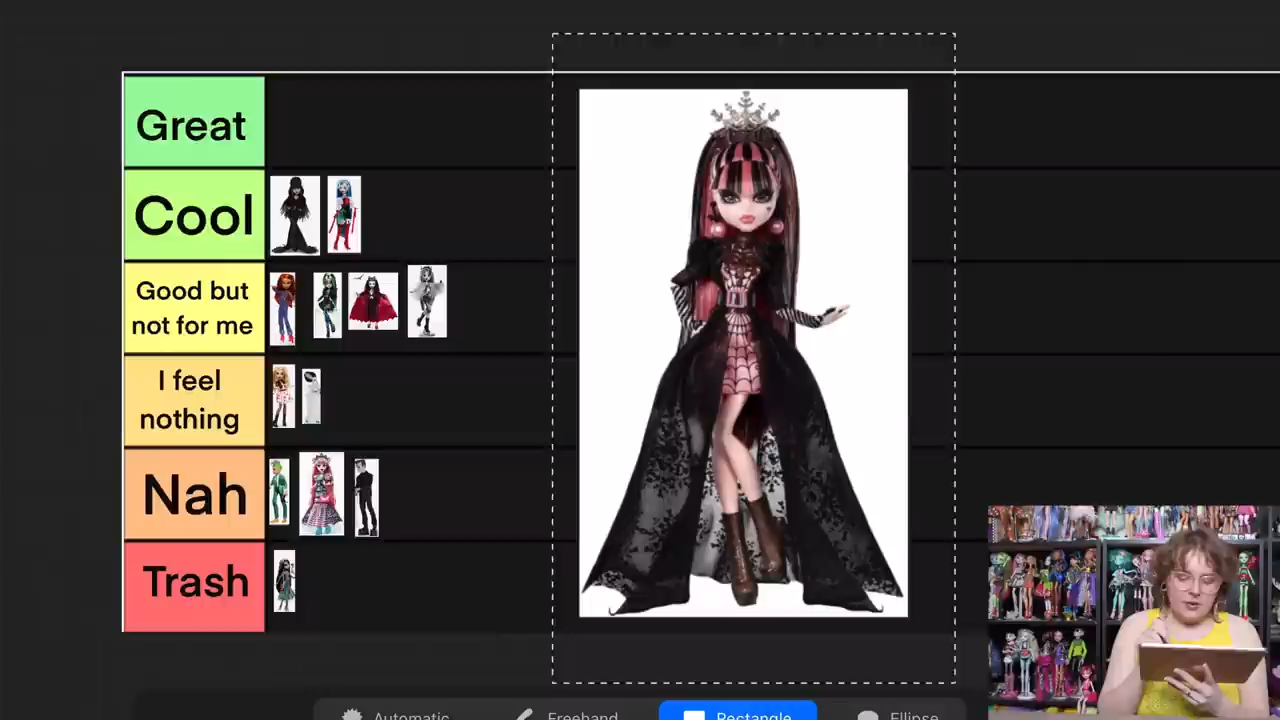 Great
Cool
Good but
not for me
I feel
nothing
Nah
Trash
Automatic
Freehand
Rectangle
Ellipse